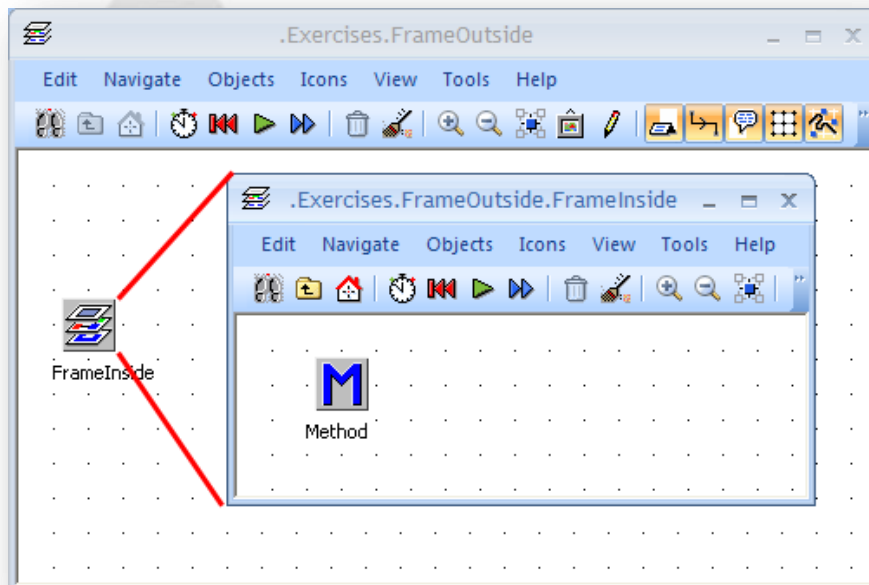 .Exercises.FrameOutside
Edit Navigate Objects Icons View Tools Help
.Exercises.FrameOutside.FrameInside
Edit Navigate Objects Icons View Tools Help
FrameInside
M
Method